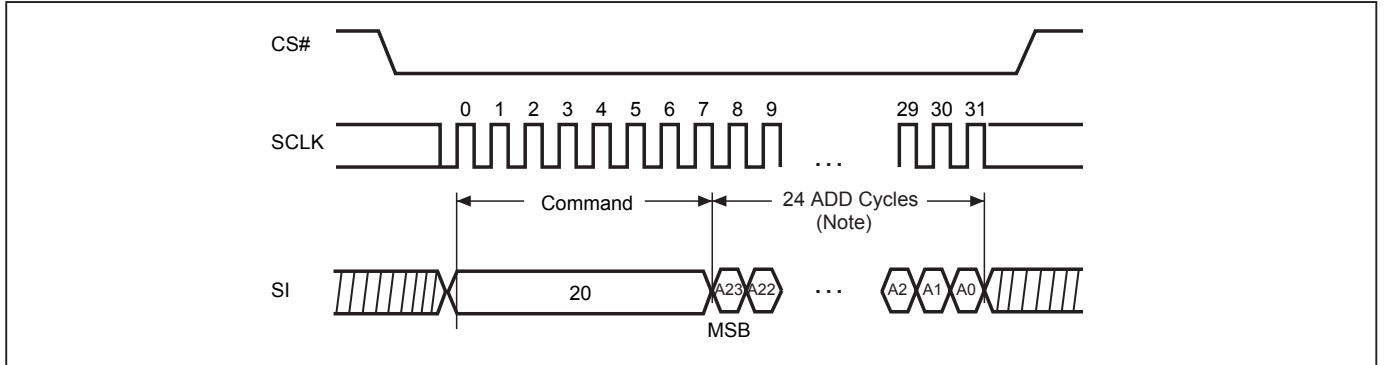 CS#
0 1 2 3 4 5 6 7 8 9 29 30 31
SCLK
...
Command
24 ADD Cycles
(Note)
SI
20
A23 A22
...
A2 A1 A0
MSB